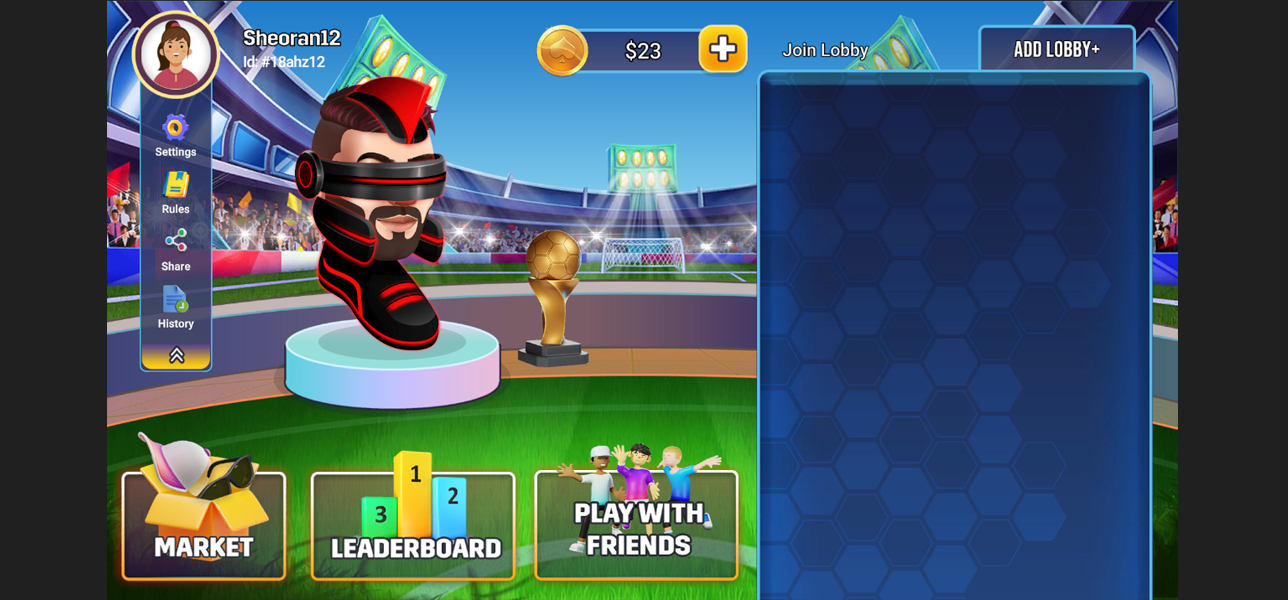 Sheoran12
Id: #18ahz12
$23
Join Lobby
ADD LOBBY+
Settings
Rules
Share
History
MARKET
1
2
3
LEADERBOARD
PLAY WITH
FRIENDS